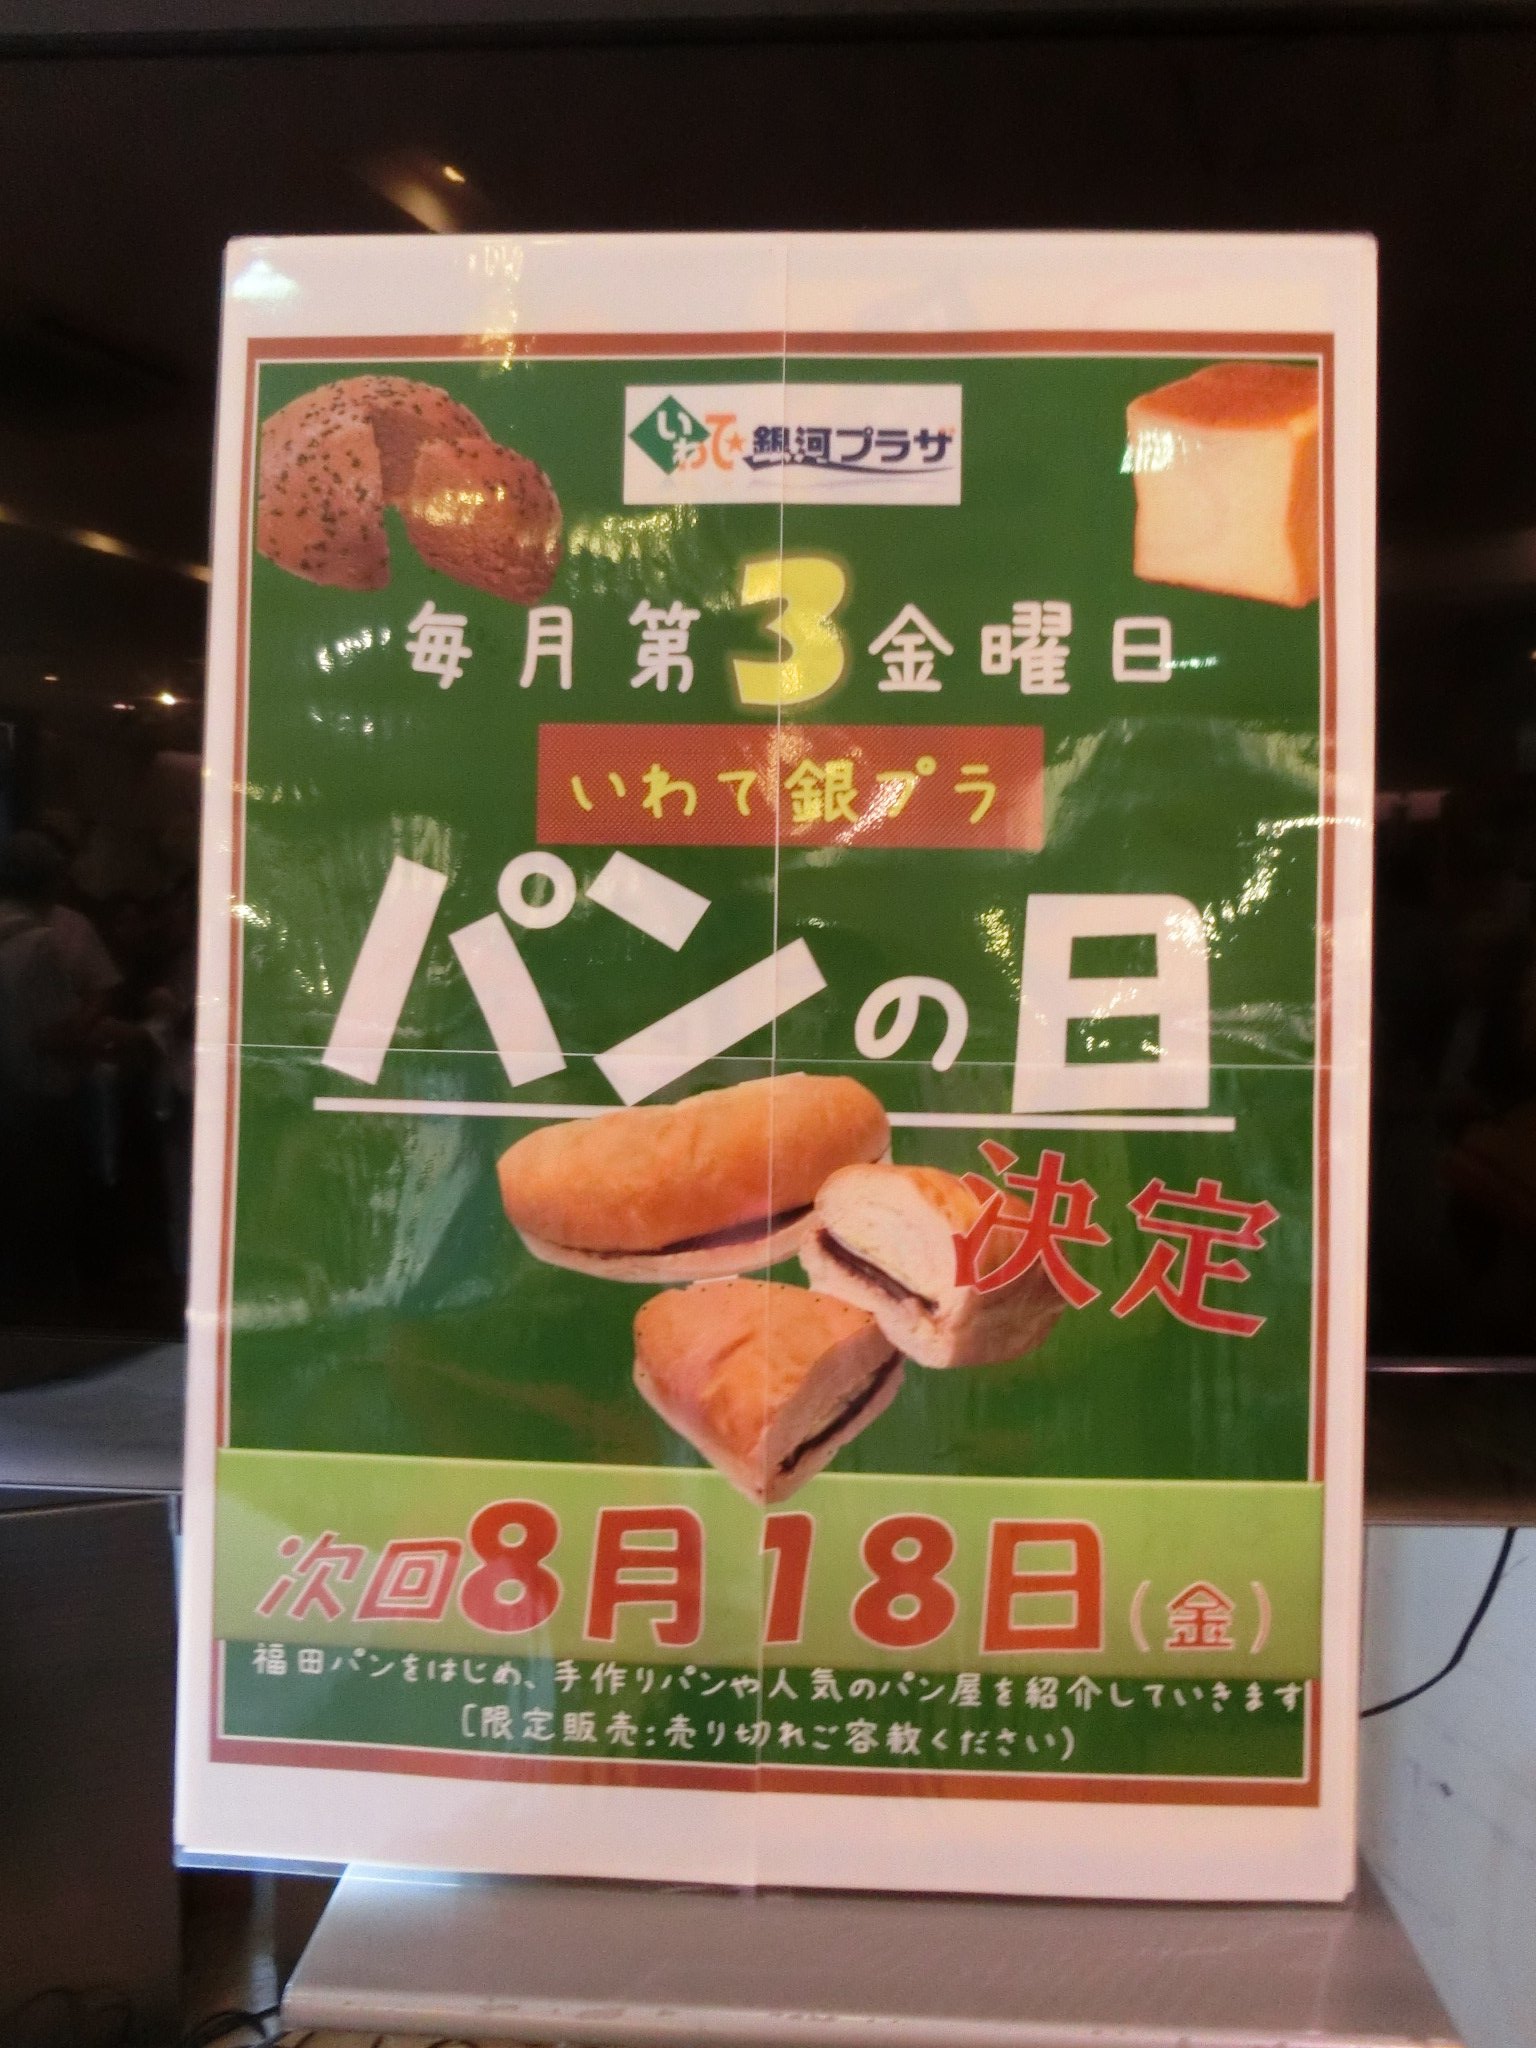 いわて銀河プラザ
毎月第3金曜日
いわて銀プラ
パンの日
決定
次回8月18日(金)
福田パンをはじめ、手作りパンや人気のパン屋を紹介していきます
〔限定販売:売り切れご容赦ください)